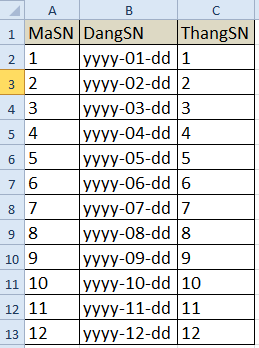 A B C
1 MaSN DangSN ThangSN
2 1 yyyy-01-dd 1
3 2 yyyy-02-dd 2
4 3 yyyy-03-dd 3
5 4 yyyy-04-dd 4
6 5 yyyy-05-dd 5
7 6 yyyy-06-dd 6
8 7 yyyy-07-dd 7
9 8 yyyy-08-dd 8
10 9 yyyy-09-dd 9
11 10 yyyy-10-dd 10
12 11 yyyy-11-dd 11
13 12 yyyy-12-dd 12